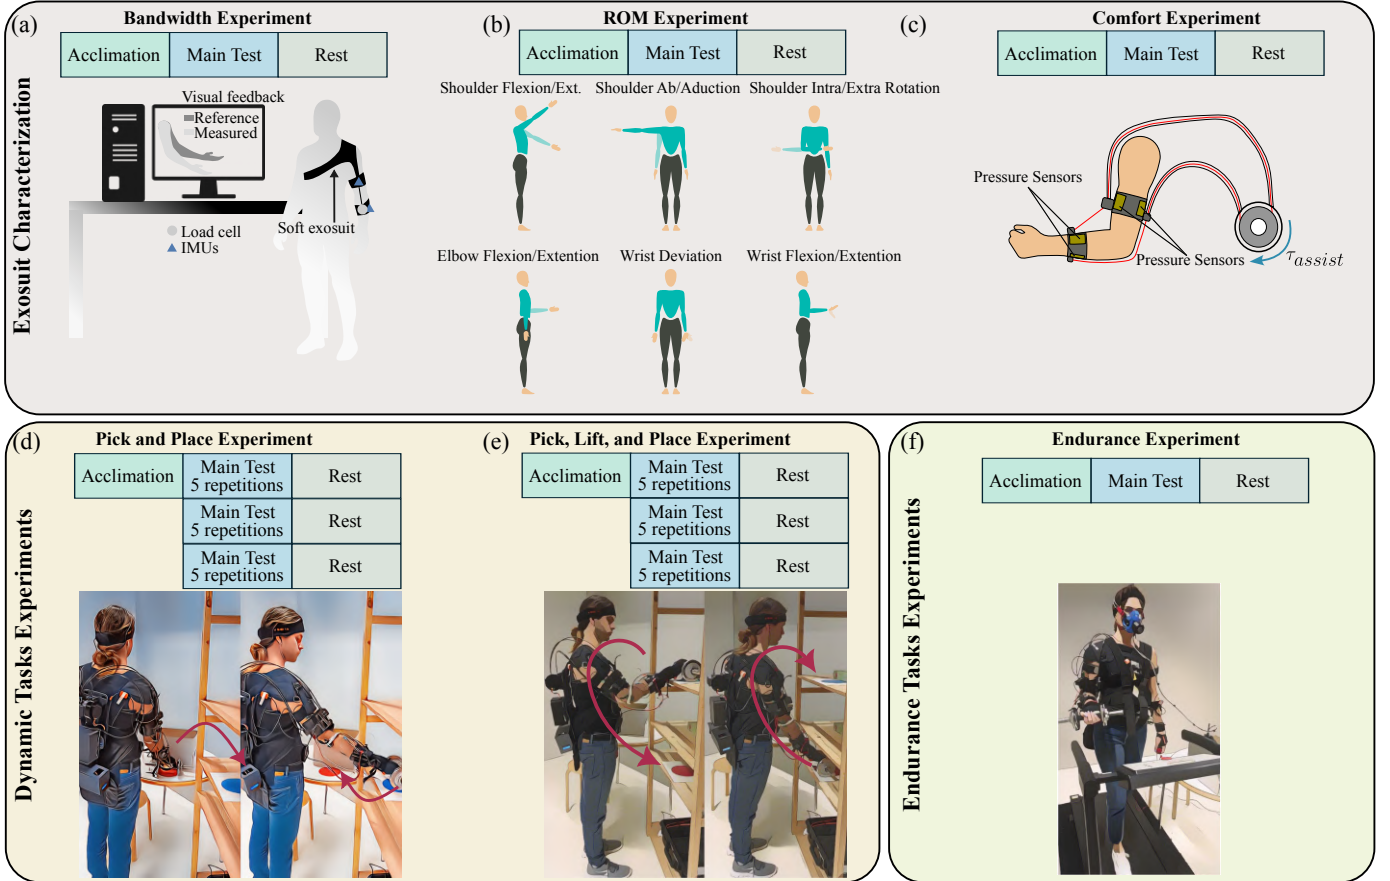 Exosuit Characterization
(a)
Bandwidth Experiment
Acclimation
Main Test
Rest
Visual feedback
Reference
Measured
Soft exosuit
Load cell
IMUs
(b)
ROM Experiment
Acclimation
Main Test
Rest
Shoulder Flexion/Ext.
Shoulder Ab/Aduction
Shoulder Intra/Extra Rotation
Elbow Flexion/Extention
Wrist Deviation
Wrist Flexion/Extention
(c)
Comfort Experiment
Acclimation
Main Test
Rest
Pressure Sensors
Pressure Sensors
τassist
Dynamic Tasks Experiments
(d)
Pick and Place Experiment
Acclimation
Main Test
5 repetitions
Rest
Main Test
5 repetitions
Rest
Main Test
5 repetitions
Rest
(e)
Pick, Lift, and Place Experiment
Acclimation
Main Test
5 repetitions
Rest
Main Test
5 repetitions
Rest
Main Test
5 repetitions
Rest
Endurance Tasks Experiments
(f)
Endurance Experiment
Acclimation
Main Test
Rest